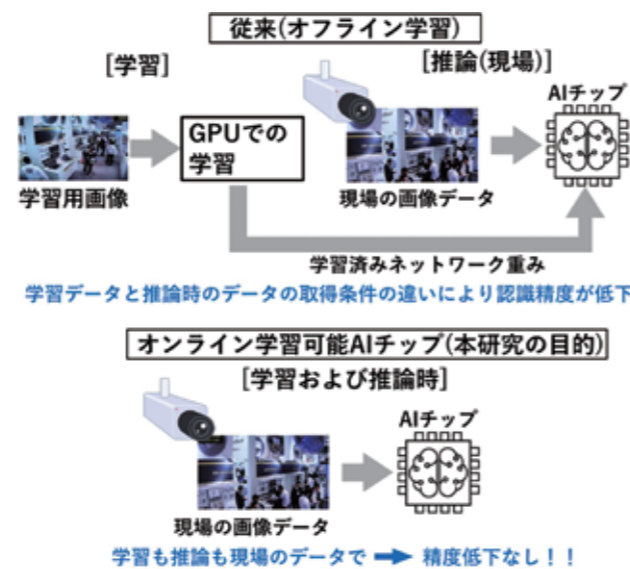 従来(オフライン学習)
[学習]
[推論(現場)]
AIチップ
GPUでの
学習
学習用画像
現場の画像データ
学習済みネットワーク重み
学習データと推論時のデータの取得条件の違いにより認識精度が低下
オンライン学習可能AIチップ(本研究の目的)
[学習および推論時]
AIチップ
現場の画像データ
学習も推論も現場のデータで ➡ 精度低下なし！！